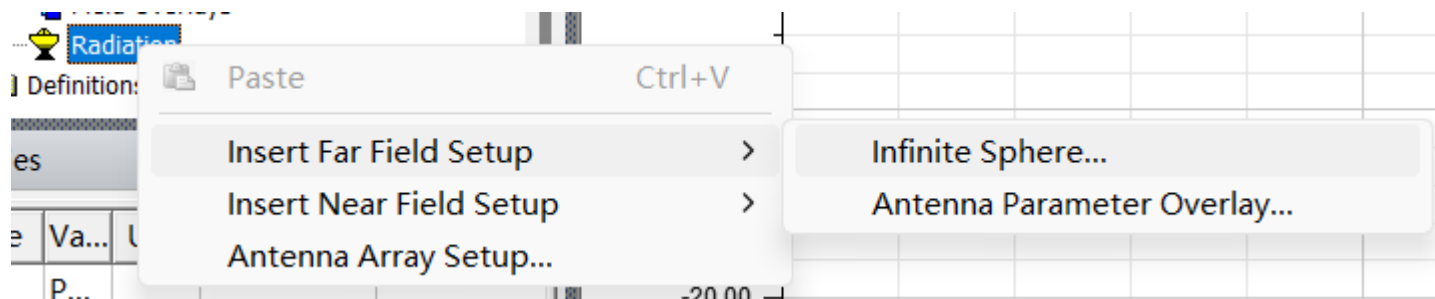 Radiation
Definitions
Paste Ctrl+V
es
Insert Far Field Setup >
Infinite Sphere...
Insert Near Field Setup >
Antenna Parameter Overlay...
e Va... U
Antenna Array Setup...
P...
-20.00